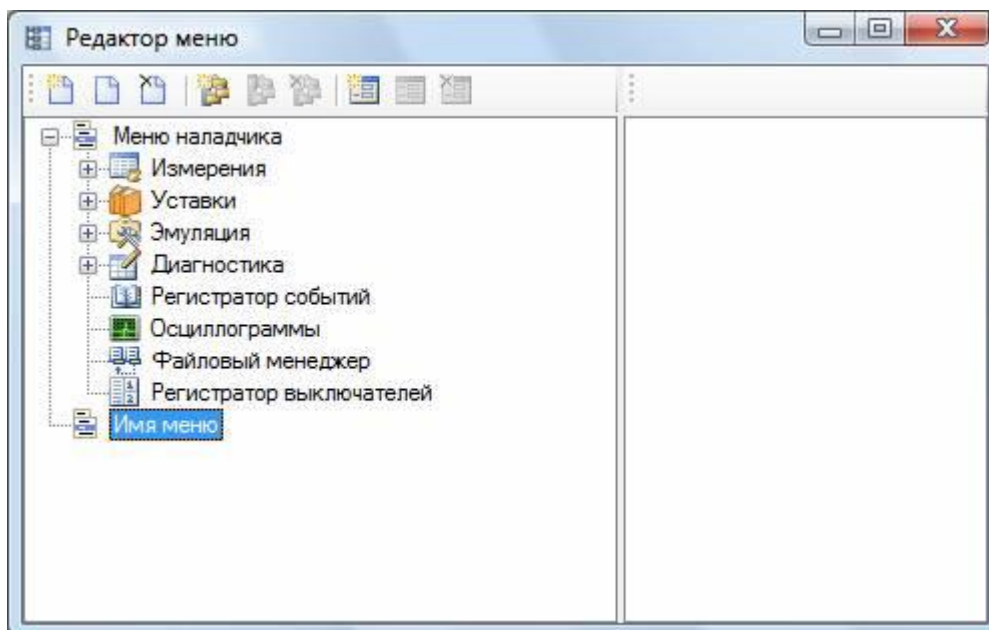 Редактор меню
Меню наладчика
Измерения
Уставки
Эмуляция
Диагностика
Регистратор событий
Осциллограммы
Файловый менеджер
Регистратор выключателей
Имя меню